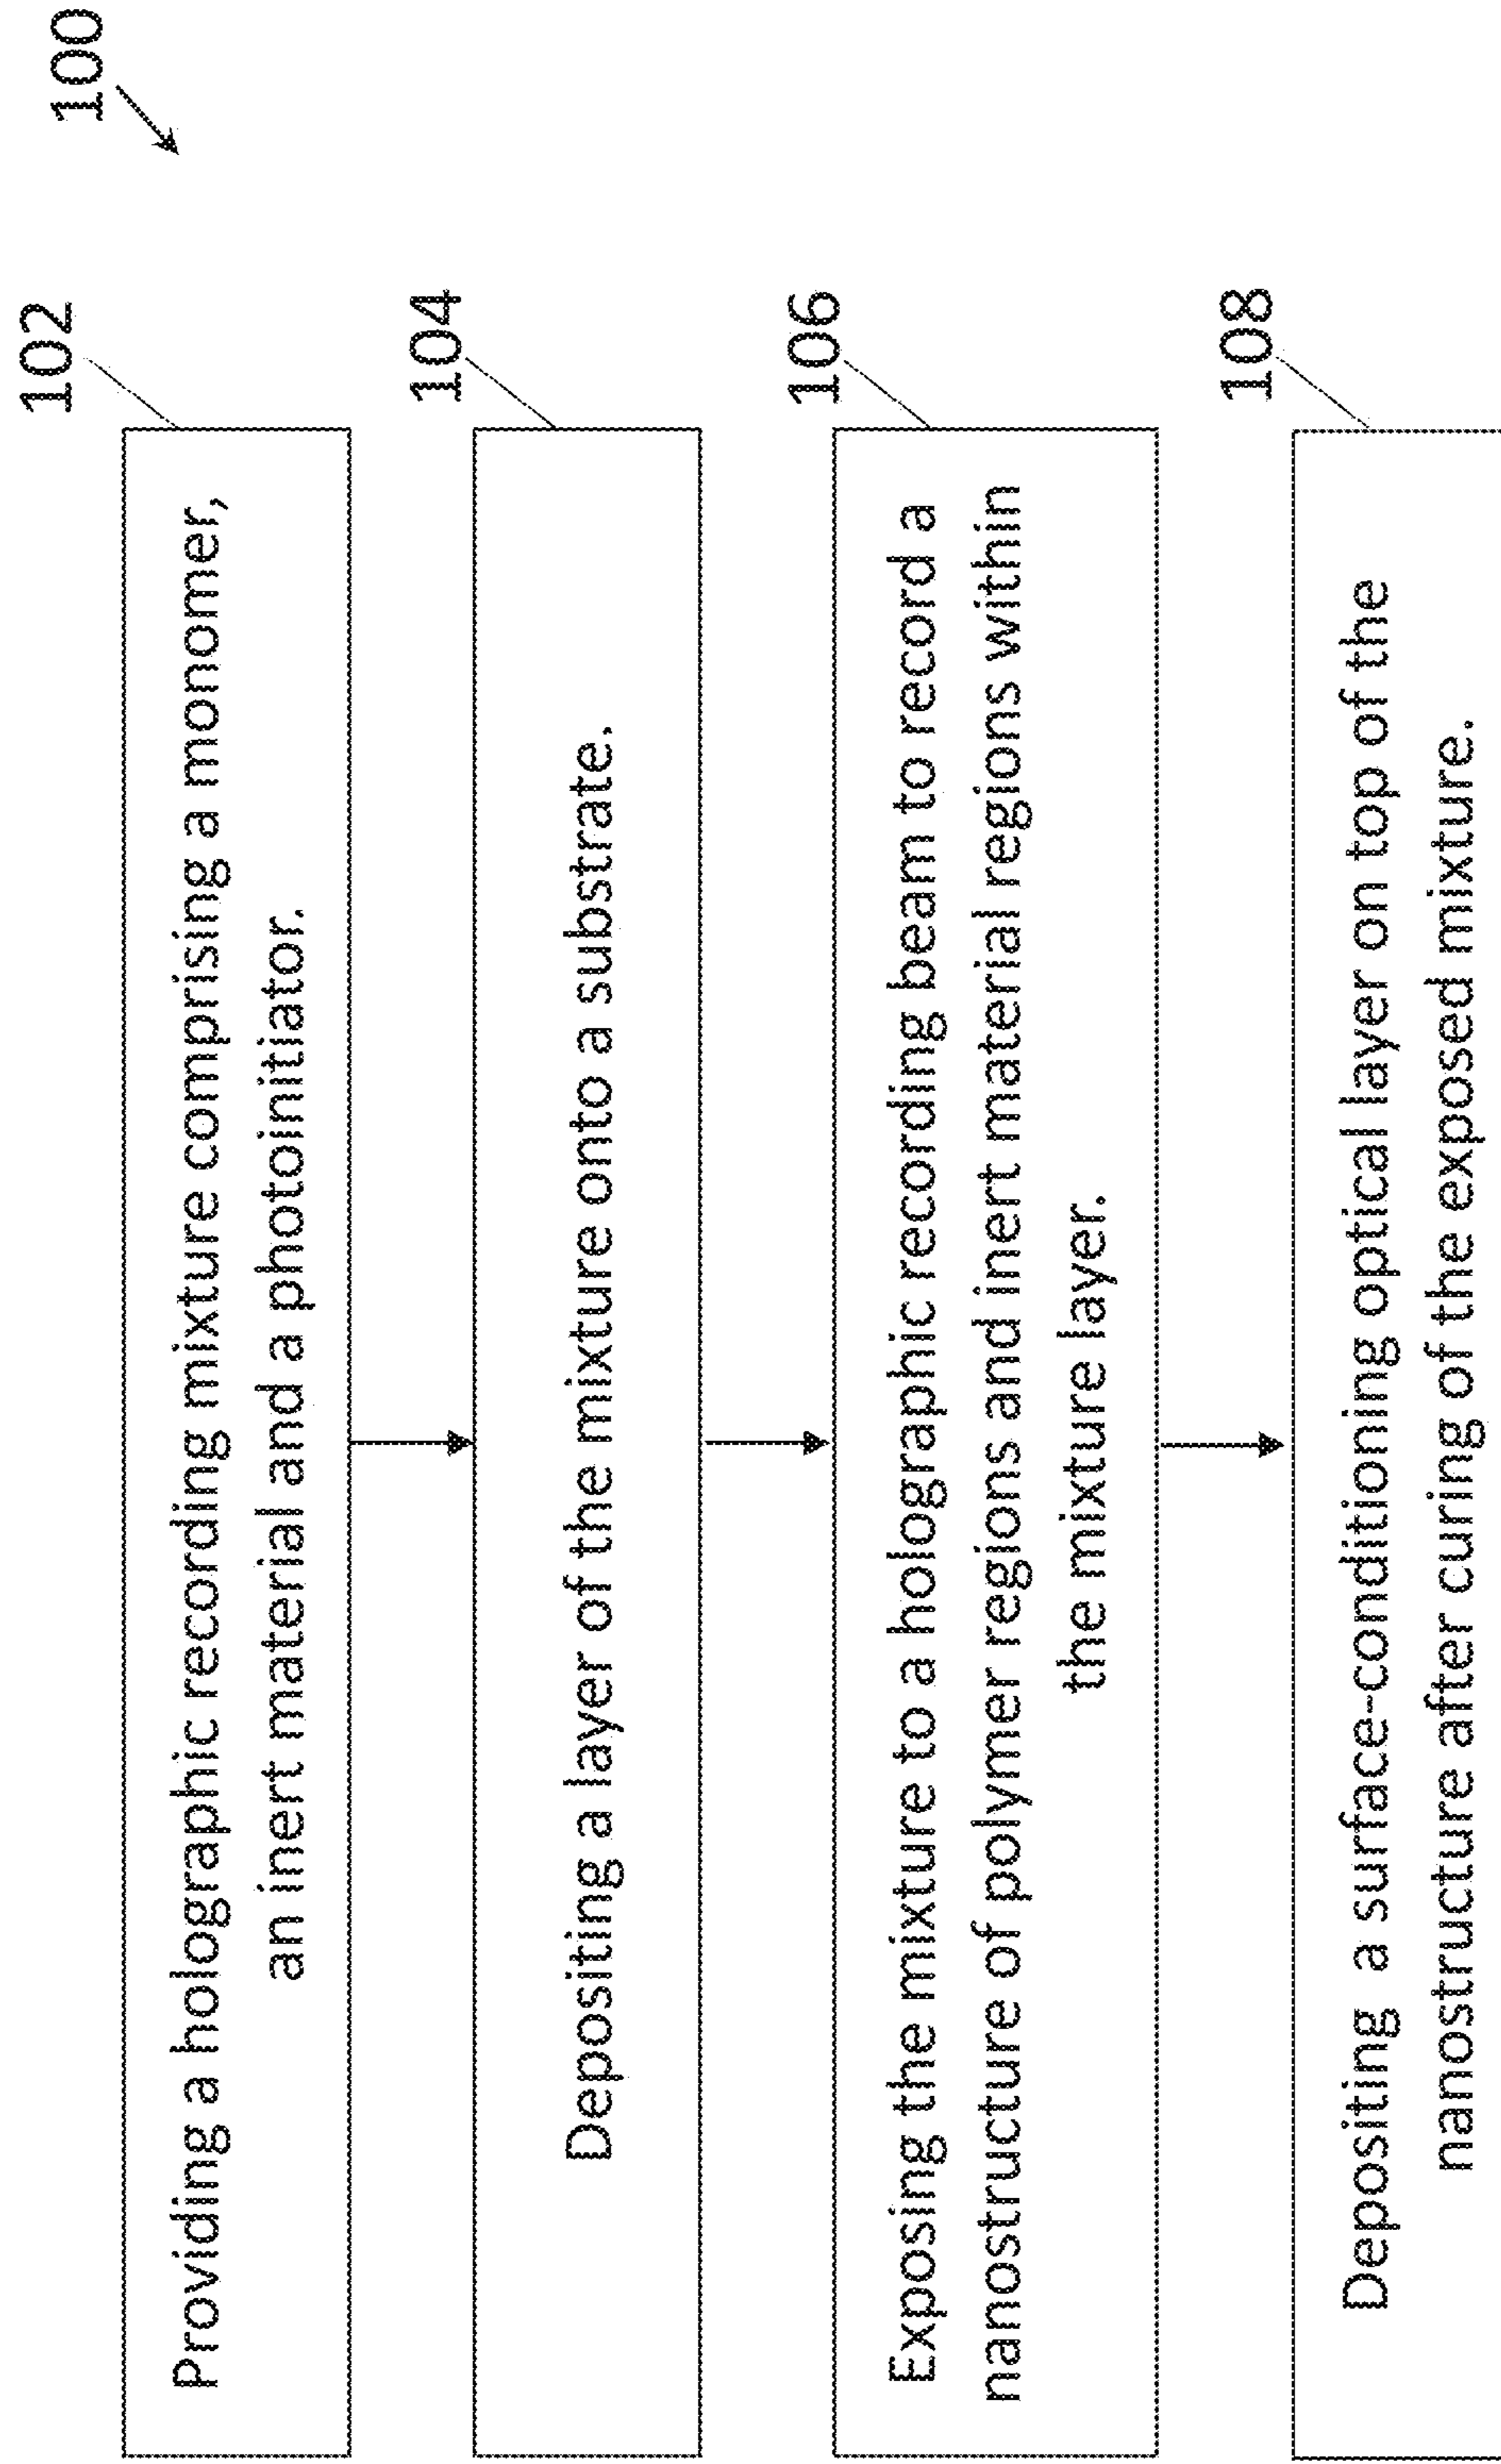 100
102
Providing a holographic recording mixture comprising a monomer,
an inert material and a photoinitiator.
104
Depositing a layer of the mixture onto a substrate.
106
Exposing the mixture to a holographic recording beam to record a
nanostructure of polymer regions and inert material regions within
the mixture layer.
108
Depositing a surface-conditioning optical layer on top of the
nanostructure after curing of the exposed mixture.